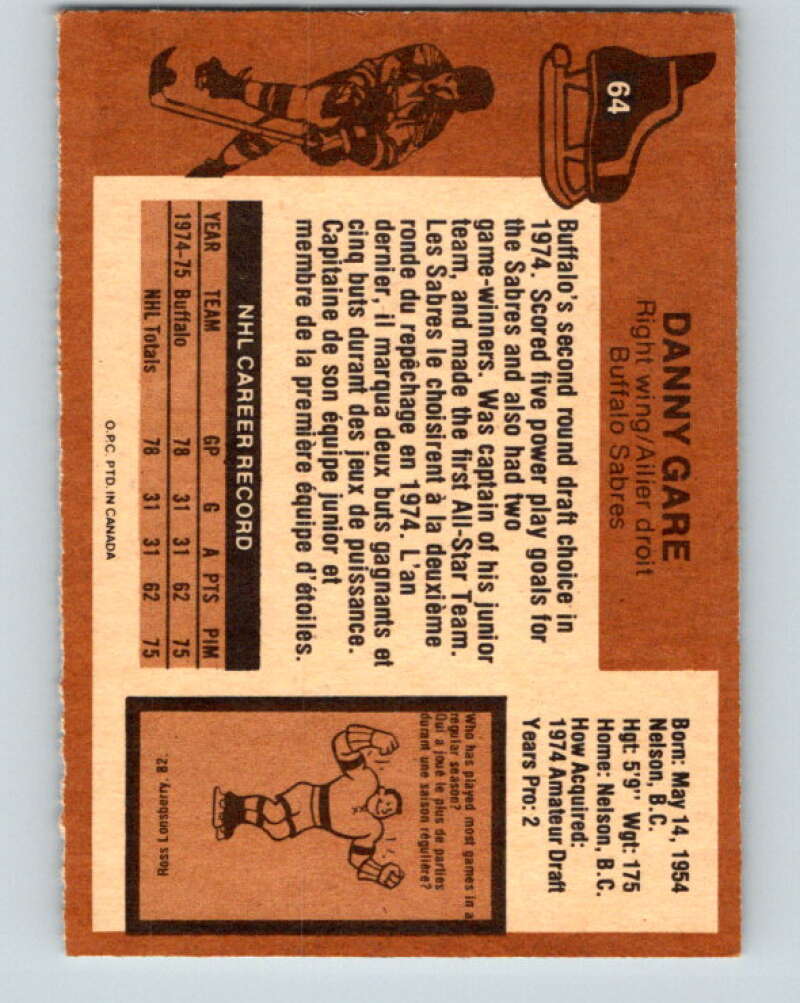 64
DANNY GARE
Right wing/Ailier droit
Buffalo Sabres
Buffalo's second round draft choice in
1974. Scored five power play goals for
the Sabres and also had two
game-winners. Was captain of his junior
team, and made the first All-Star Team.
Les Sabres le choisirent à la deuxième
ronde du repêchage en 1974. L'an
dernier, il marqua deux buts gagnants et
cinq buts durant des jeux de puissance.
Capitaine de son équipe junior et
membre de la première équipe d'étoiles.
NHL CAREER RECORD
YEAR TEAM GP G A PTS PIM
1974-75 Buffalo 78 31 31 62 75
NHL Totals 78 31 31 62 75
O.P.C. PTD. IN CANADA
Born: May 14, 1954
Nelson, B.C.
Hgt: 5'9" Wgt: 175
Home: Nelson, B.C.
How Acquired:
1974 Amateur Draft
Years Pro: 2
Who has played most games in a
regular season?
Qui a joué le plus de parties
durant une saison régulière?
Ross Lonsberry, 82.